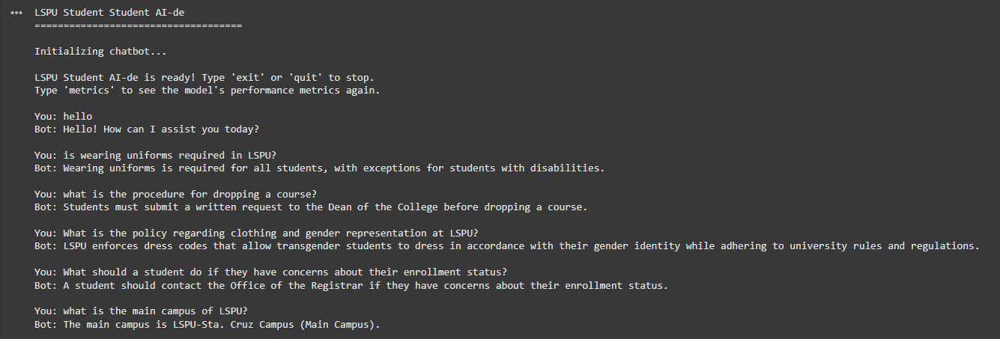 ••• LSPU Student Student AI-de
====================================
Initializing chatbot...
LSPU Student AI-de is ready! Type 'exit' or 'quit' to stop.
Type 'metrics' to see the model's performance metrics again.
You: hello
Bot: Hello! How can I assist you today?
You: is wearing uniforms required in LSPU?
Bot: Wearing uniforms is required for all students, with exceptions for students with disabilities.
You: what is the procedure for dropping a course?
Bot: Students must submit a written request to the Dean of the College before dropping a course.
You: What is the policy regarding clothing and gender representation at LSPU?
Bot: LSPU enforces dress codes that allow transgender students to dress in accordance with their gender identity while adhering to university rules and regulations.
You: What should a student do if they have concerns about their enrollment status?
Bot: A student should contact the Office of the Registrar if they have concerns about their enrollment status.
You: what is the main campus of LSPU?
Bot: The main campus is LSPU-Sta. Cruz Campus (Main Campus).